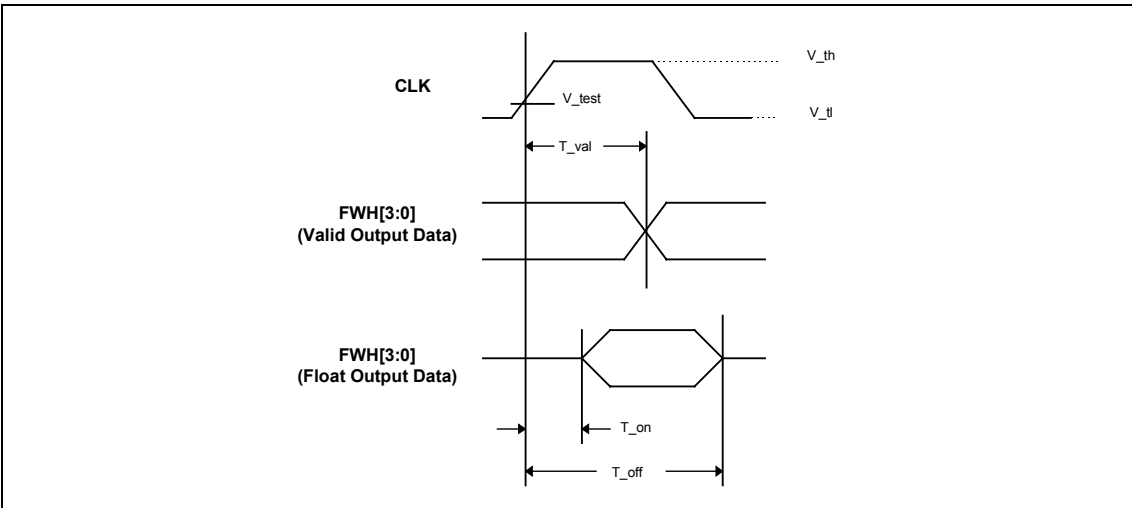 V_th
CLK
V_test
V_tl
T_val
FWH[3:0]
(Valid Output Data)
FWH[3:0]
(Float Output Data)
T_on
T_off